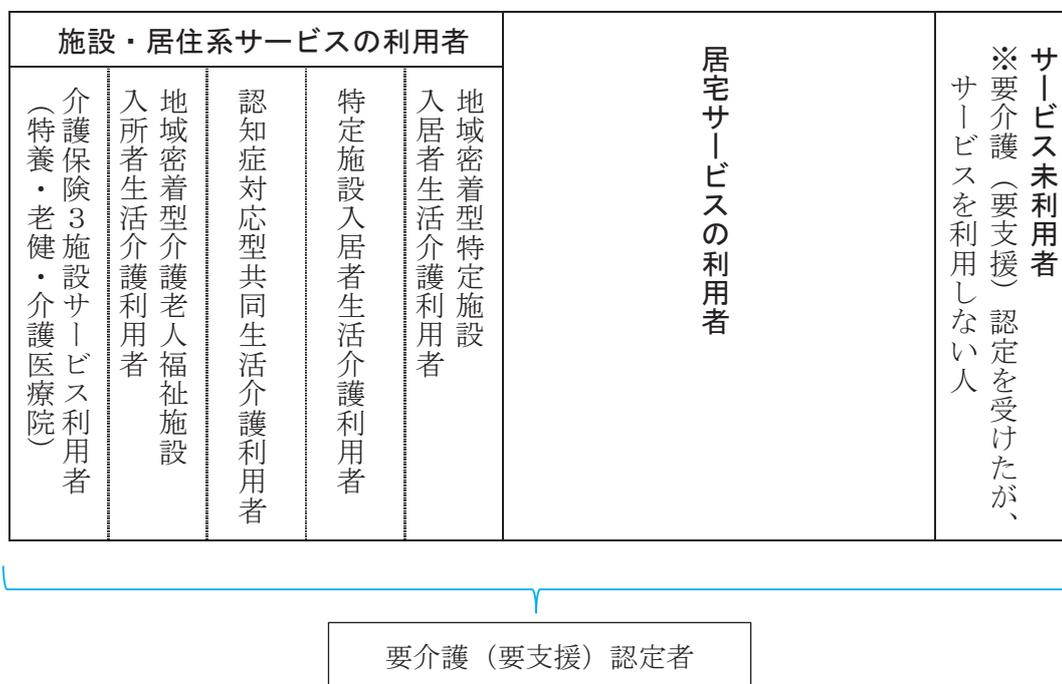 施設・居住系サービスの利用者
介護保険３施設サービス利用者
（特養・老健・介護医療院）
地域密着型介護老人福祉施設
入所者生活介護利用者
認知症対応型共同生活介護利用者
特定施設入居者生活介護利用者
地域密着型特定施設
入居者生活介護利用者
居宅サービスの利用者
サービス未利用者
※要介護（要支援）認定を受けたが、
サービスを利用しない人
要介護（要支援）認定者